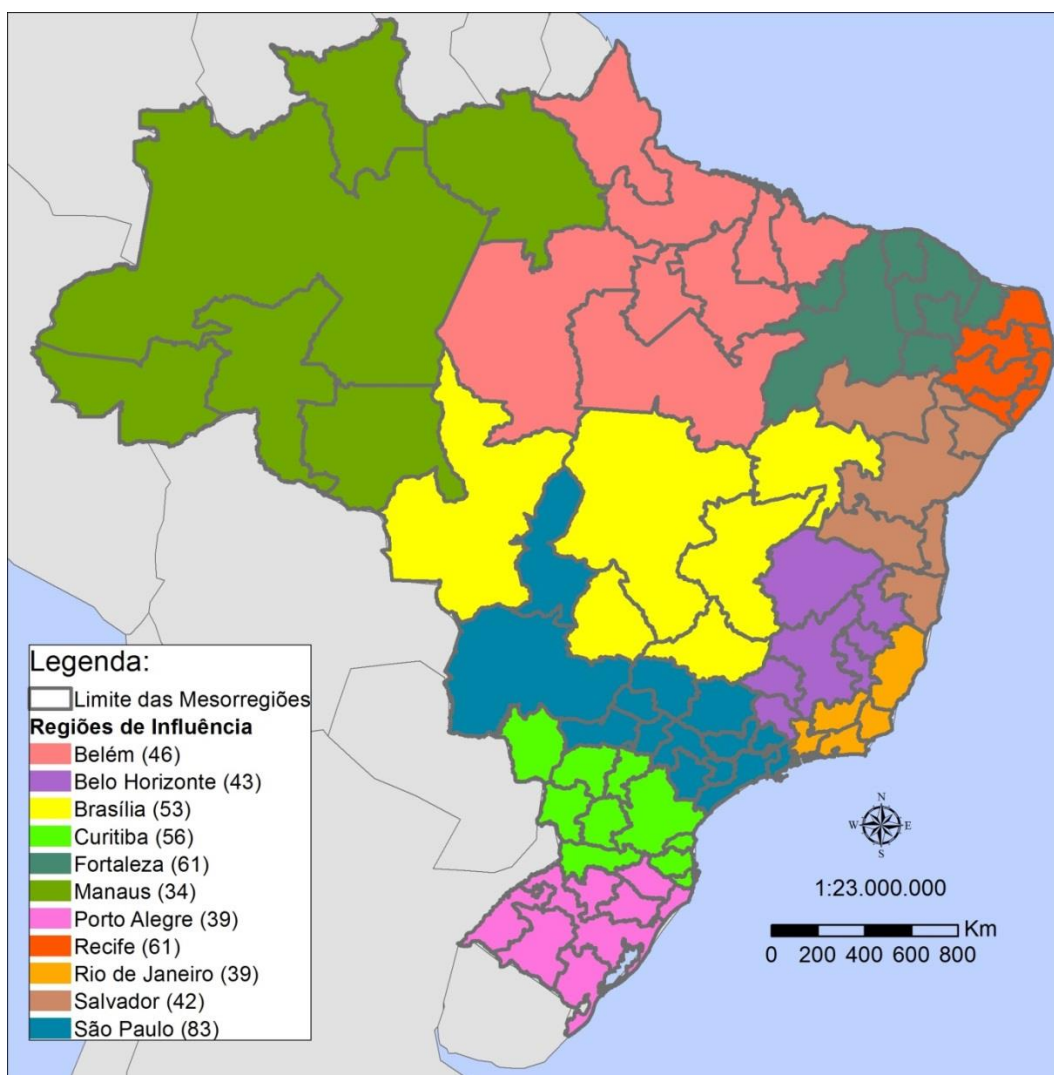 Legenda:
Limite das Mesorregiões
Regiões de Influência
Belém (46)
Belo Horizonte (43)
Brasília (53)
Curitiba (56)
Fortaleza (61)
Manaus (34)
Porto Alegre (39)
Recife (61)
Rio de Janeiro (39)
Salvador (42)
São Paulo (83)
N
W E
S
1:23.000.000
Km
0 200 400 600 800